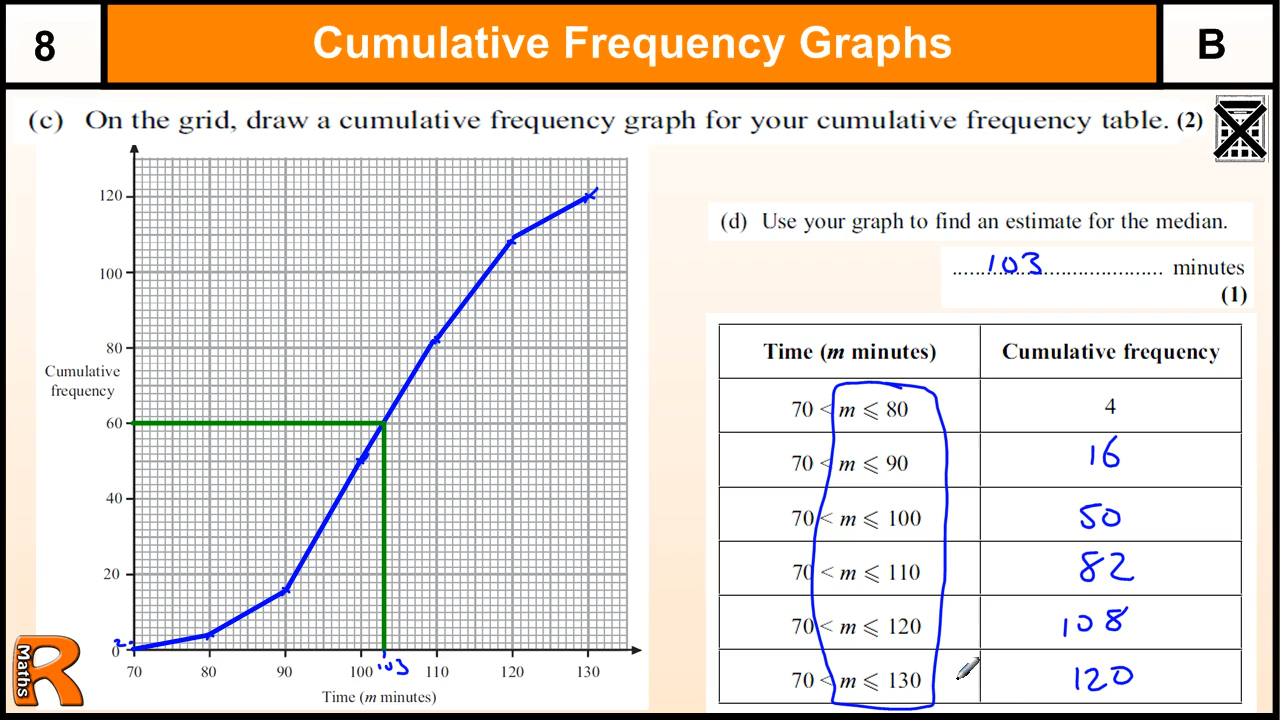 8
Cumulative Frequency Graphs
B
(c) On the grid, draw a cumulative frequency graph for your cumulative frequency table. (2)
120
100
80
Cumulative
frequency
60
40
20
2
0
70 80 90 100 103 110 120 130
Time (m minutes)
(d) Use your graph to find an estimate for the median.
103 minutes
(1)
Time (m minutes) Cumulative frequency
70 < m ⩽ 80 4
70 < m ⩽ 90 16
70 < m ⩽ 100 50
70 < m ⩽ 110 82
70 < m ⩽ 120 108
70 < m ⩽ 130 120
Maths